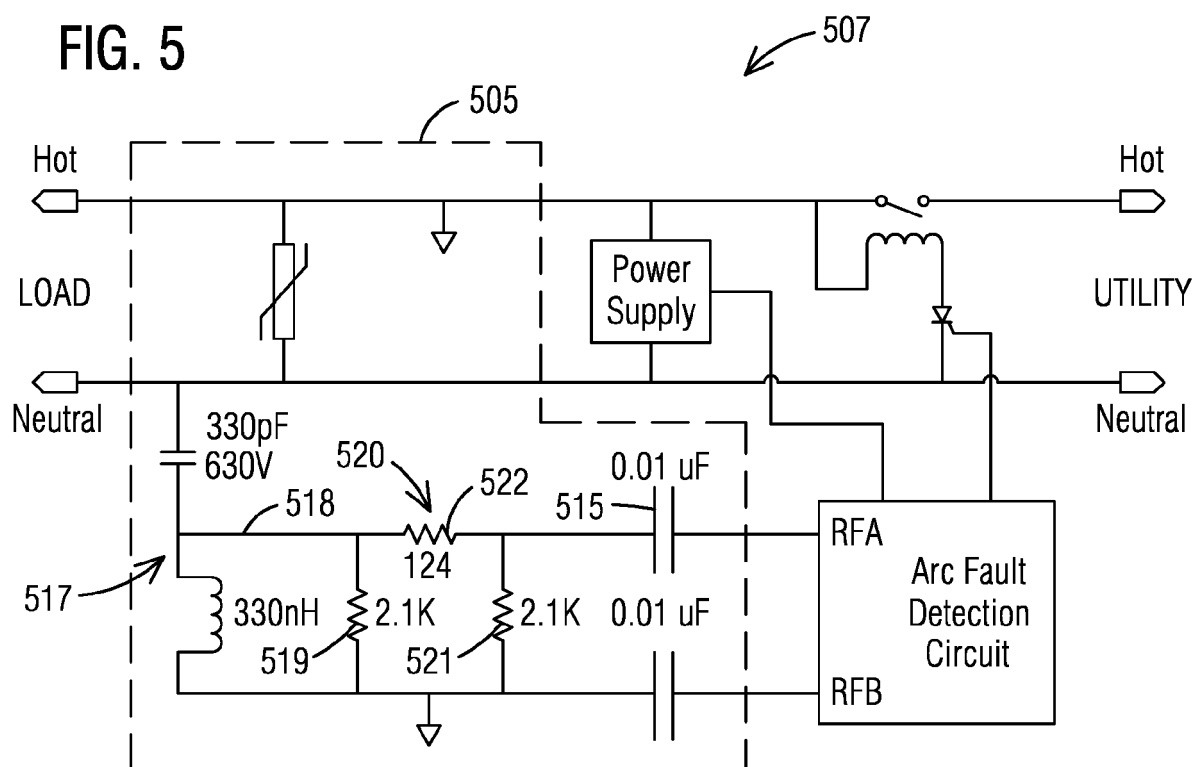 FIG. 5
507
505
Hot
Hot
LOAD
Power
Supply
UTILITY
Neutral
Neutral
330pF
630V
520
522
0.01 uF
518
515
RFA
124
517
330nH
2.1K
2.1K
0.01 uF
519
521
Arc Fault
Detection
Circuit
RFB